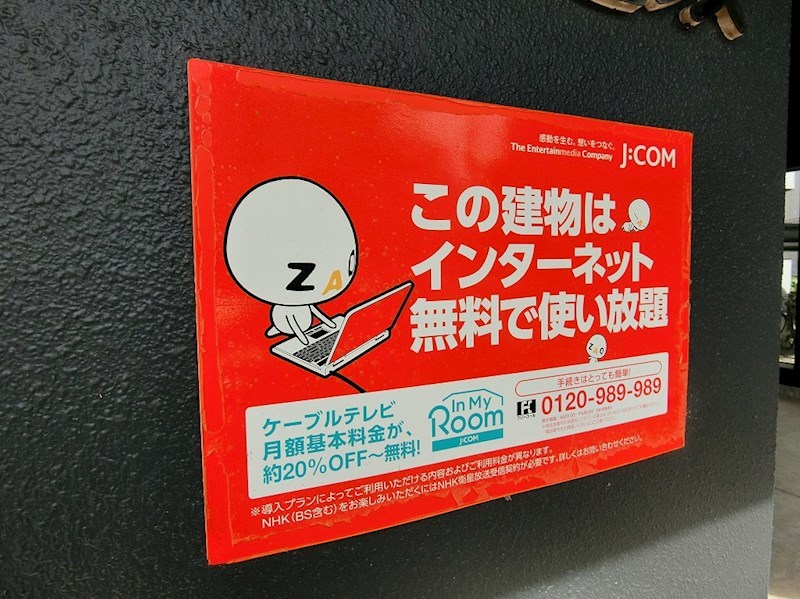 感動を生む。想いをつなぐ。
The Entertainmedia Company
J:COM
この建物は
インターネット
無料で使い放題
ZAQ
ZAQ
ケーブルテレビ
月額基本料金が、
約20%OFF〜無料!
In My
Room
J:COM
手続きはとっても簡単!
0120-989-989
※導入プランによってご利用いただける内容およびご利用料金が異なります。
NHK(BS含む)をお楽しみいただくにはNHK衛星放送受信契約が必要です。詳しくはお問い合わせください。